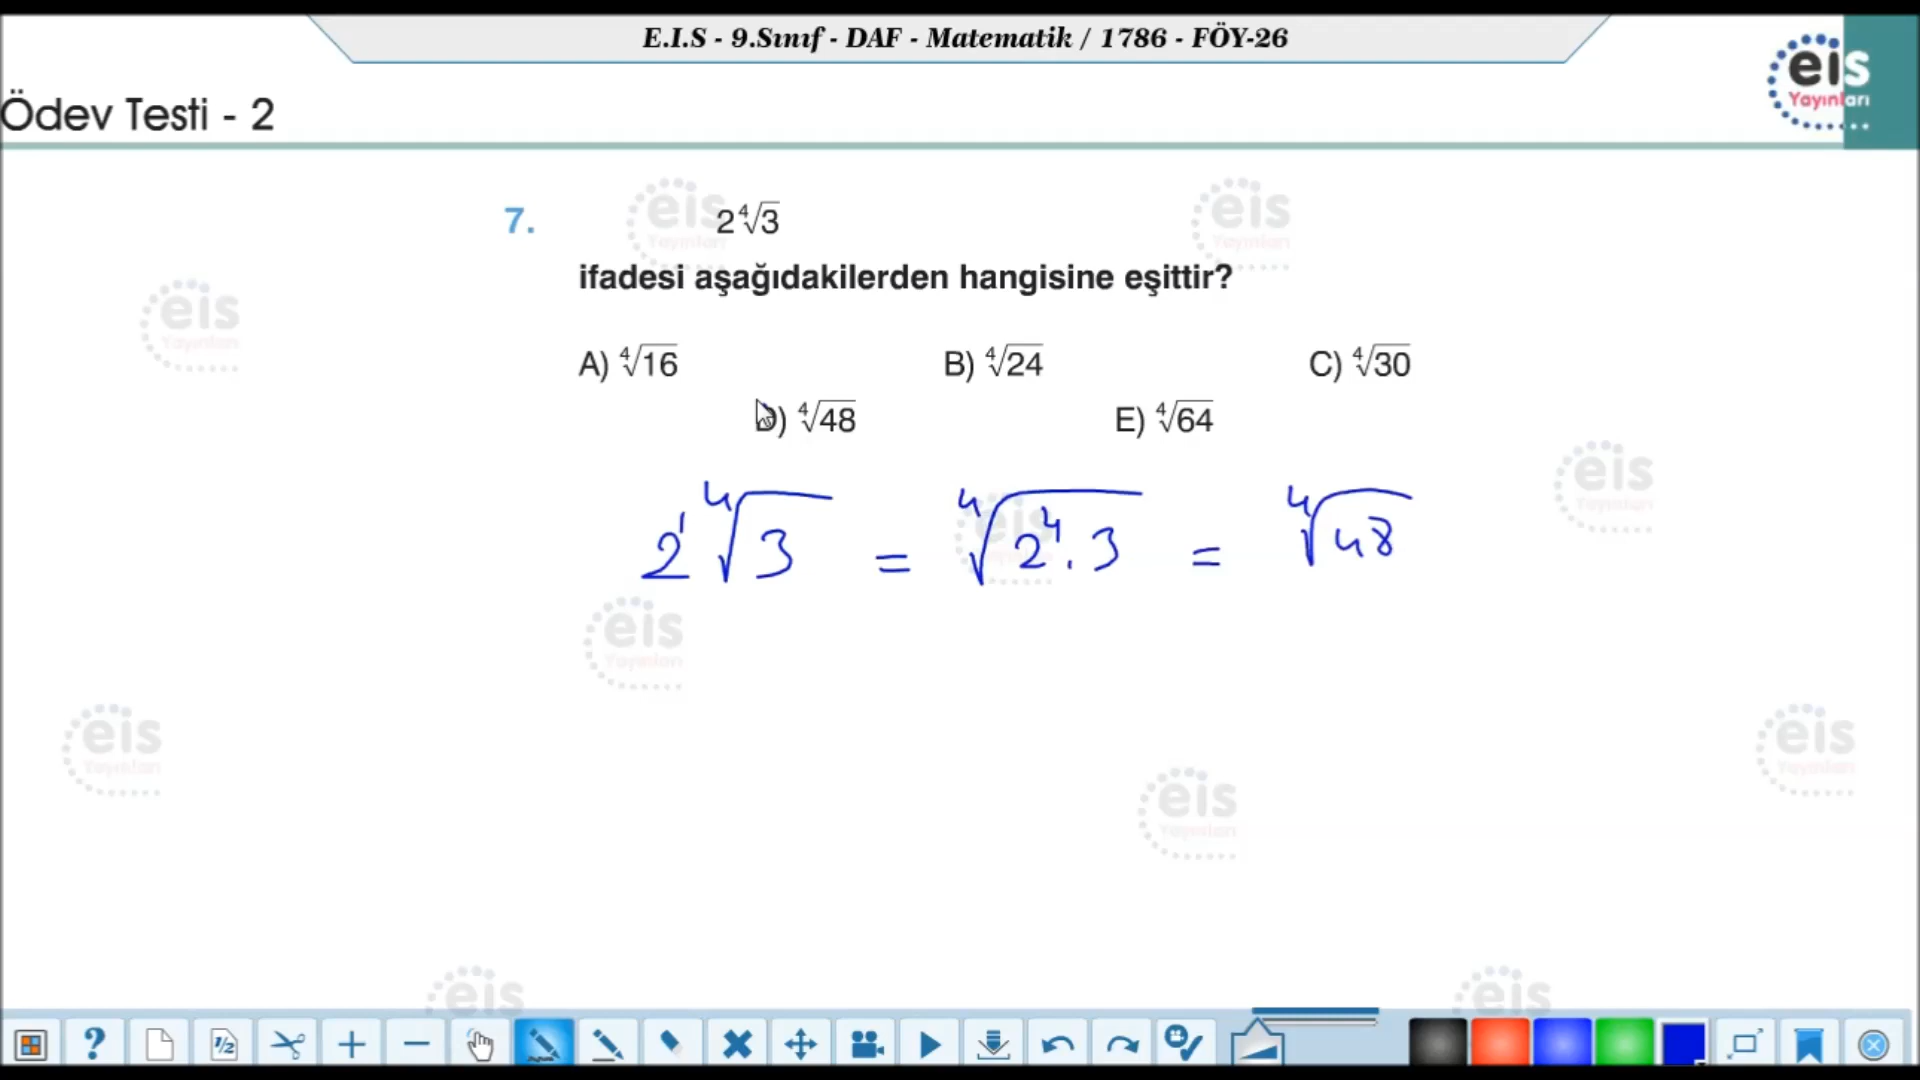 E.I.S - 9.Sınıf - DAF - Matematik / 1786 - FÖY-26
eis
Yayınları
Ödev Testi - 2
7. 2∜3
ifadesi aşağıdakilerden hangisine eşittir?
A) ∜16 B) ∜24 C) ∜30
D) ∜48 E) ∜64
2¹ ∜3 = ∜(2⁴ . 3) = ∜48